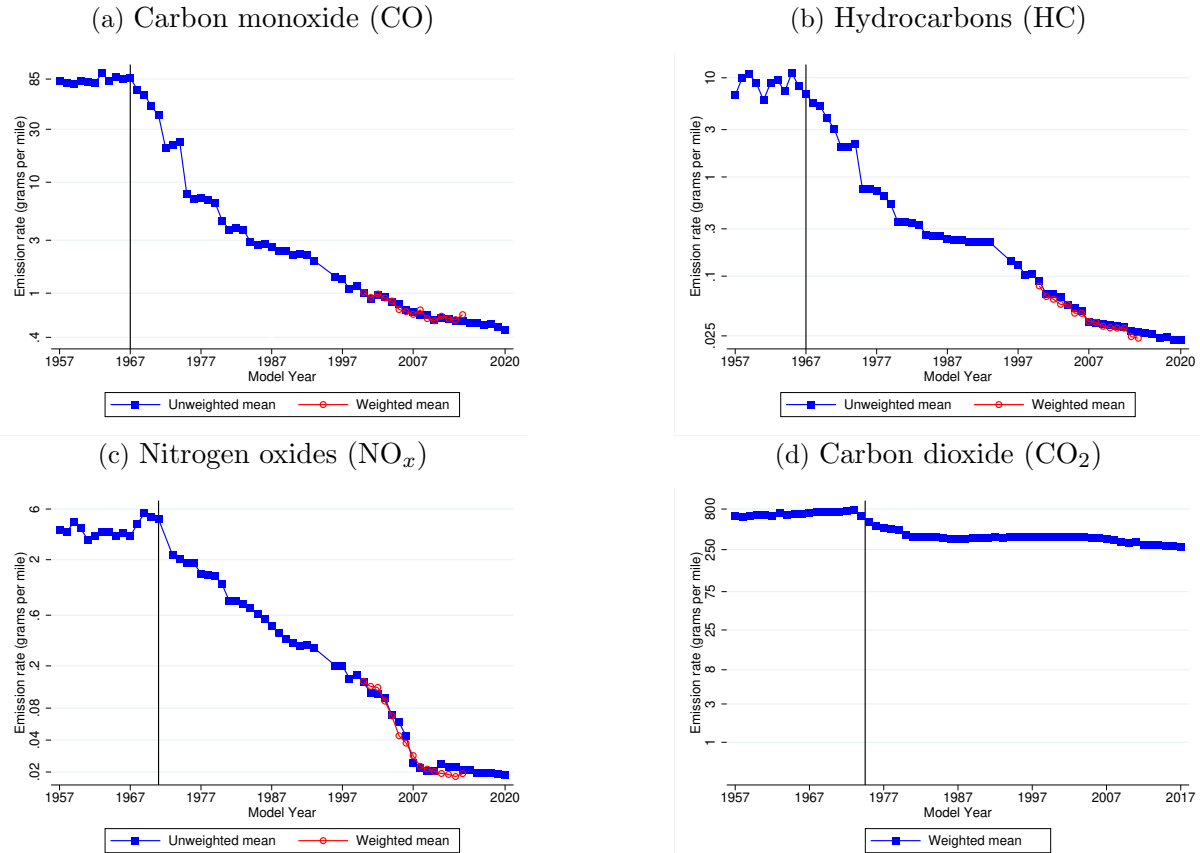 (a) Carbon monoxide (CO)
Emission rate (grams per mile)
85
30
10
3
1
.4
1957 1967 1977 1987 1997 2007 2020
Model Year
Unweighted mean Weighted mean
(b) Hydrocarbons (HC)
Emission rate (grams per mile)
10
3
1
.3
.1
.025
1957 1967 1977 1987 1997 2007 2020
Model Year
Unweighted mean Weighted mean
(c) Nitrogen oxides (NOx)
Emission rate (grams per mile)
6
2
.6
.2
.08
.04
.02
1957 1967 1977 1987 1997 2007 2020
Model Year
Unweighted mean Weighted mean
(d) Carbon dioxide (CO2)
Emission rate (grams per mile)
800
250
75
25
8
3
1
1957 1967 1977 1987 1997 2007 2017
Model Year
Weighted mean